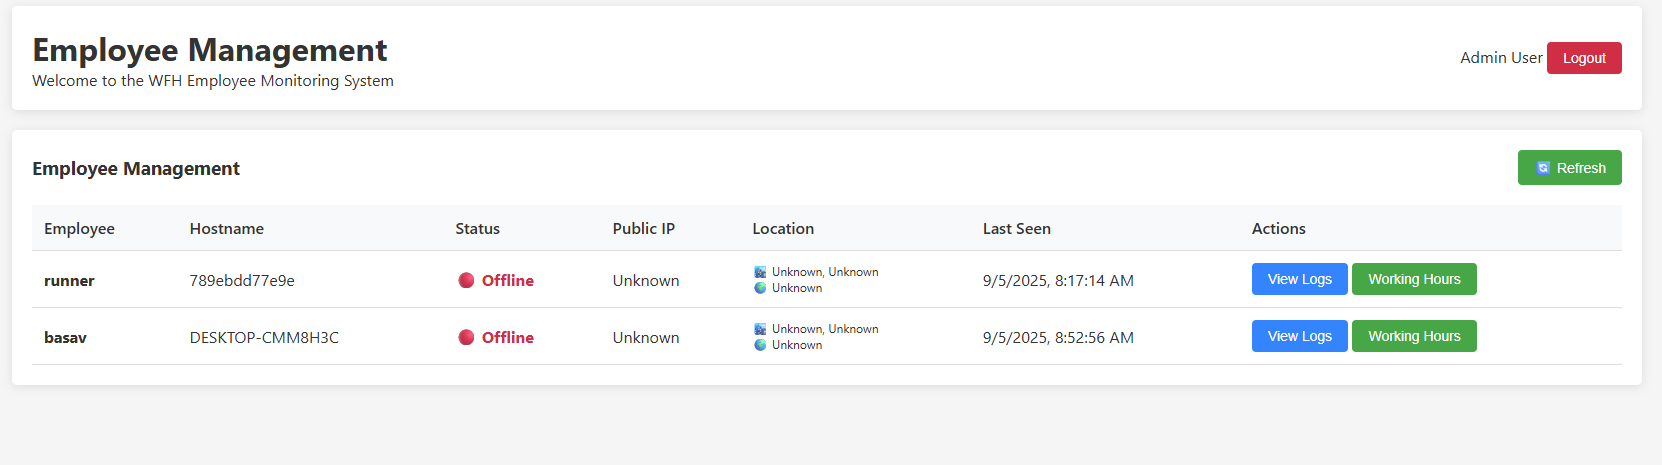 Employee Management
Welcome to the WFH Employee Monitoring System
Admin User Logout
Employee Management
Refresh
Employee Hostname Status Public IP Location Last Seen Actions
runner 789ebdd77e9e Offline Unknown Unknown, Unknown 9/5/2025, 8:17:14 AM View Logs Working Hours
Unknown
basav DESKTOP-CMM8H3C Offline Unknown Unknown, Unknown 9/5/2025, 8:52:56 AM View Logs Working Hours
Unknown